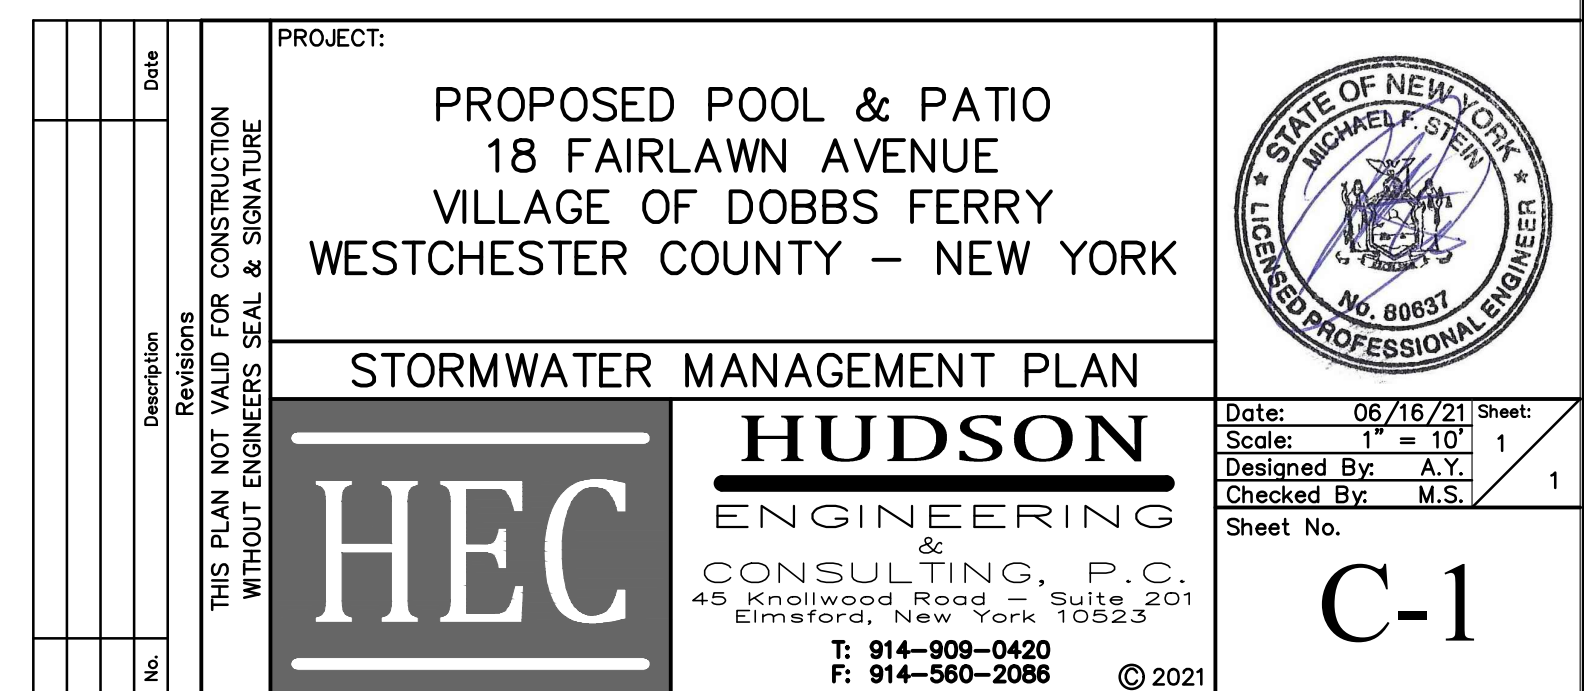 Date
Description
No.
Revisions
THIS PLAN NOT VALID FOR CONSTRUCTION
WITHOUT ENGINEERS SEAL & SIGNATURE
PROJECT:
PROPOSED POOL & PATIO
18 FAIRLAWN AVENUE
VILLAGE OF DOBBS FERRY
WESTCHESTER COUNTY – NEW YORK
STORMWATER MANAGEMENT PLAN
HEC
HUDSON
ENGINEERING
&
CONSULTING, P.C.
45 Knollwood Road – Suite 201
Elmsford, New York 10523
T: 914–909–0420
F: 914–560–2086
© 2021
★ STATE OF NEW YORK ★
MICHAEL F. STEIN
No. 80637
LICENSED PROFESSIONAL ENGINEER
Date: 06/16/21
Scale: 1" = 10'
Designed By: A.Y.
Checked By: M.S.
Sheet:
1
1
Sheet No.
C-1